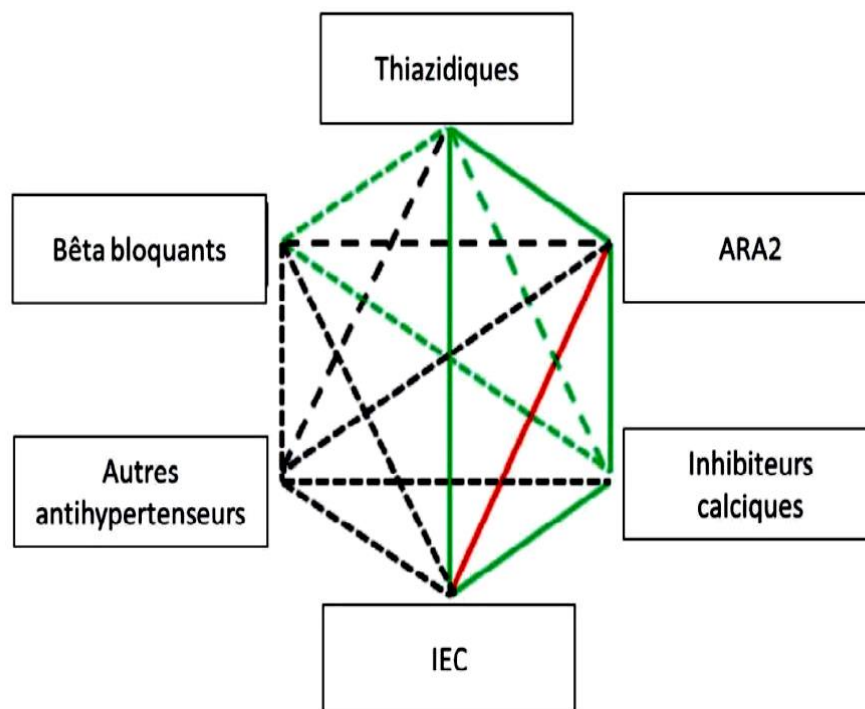 Thiazidiques
Bêta bloquants
ARA2
Autres
antihypertenseurs
Inhibiteurs
calciques
IEC